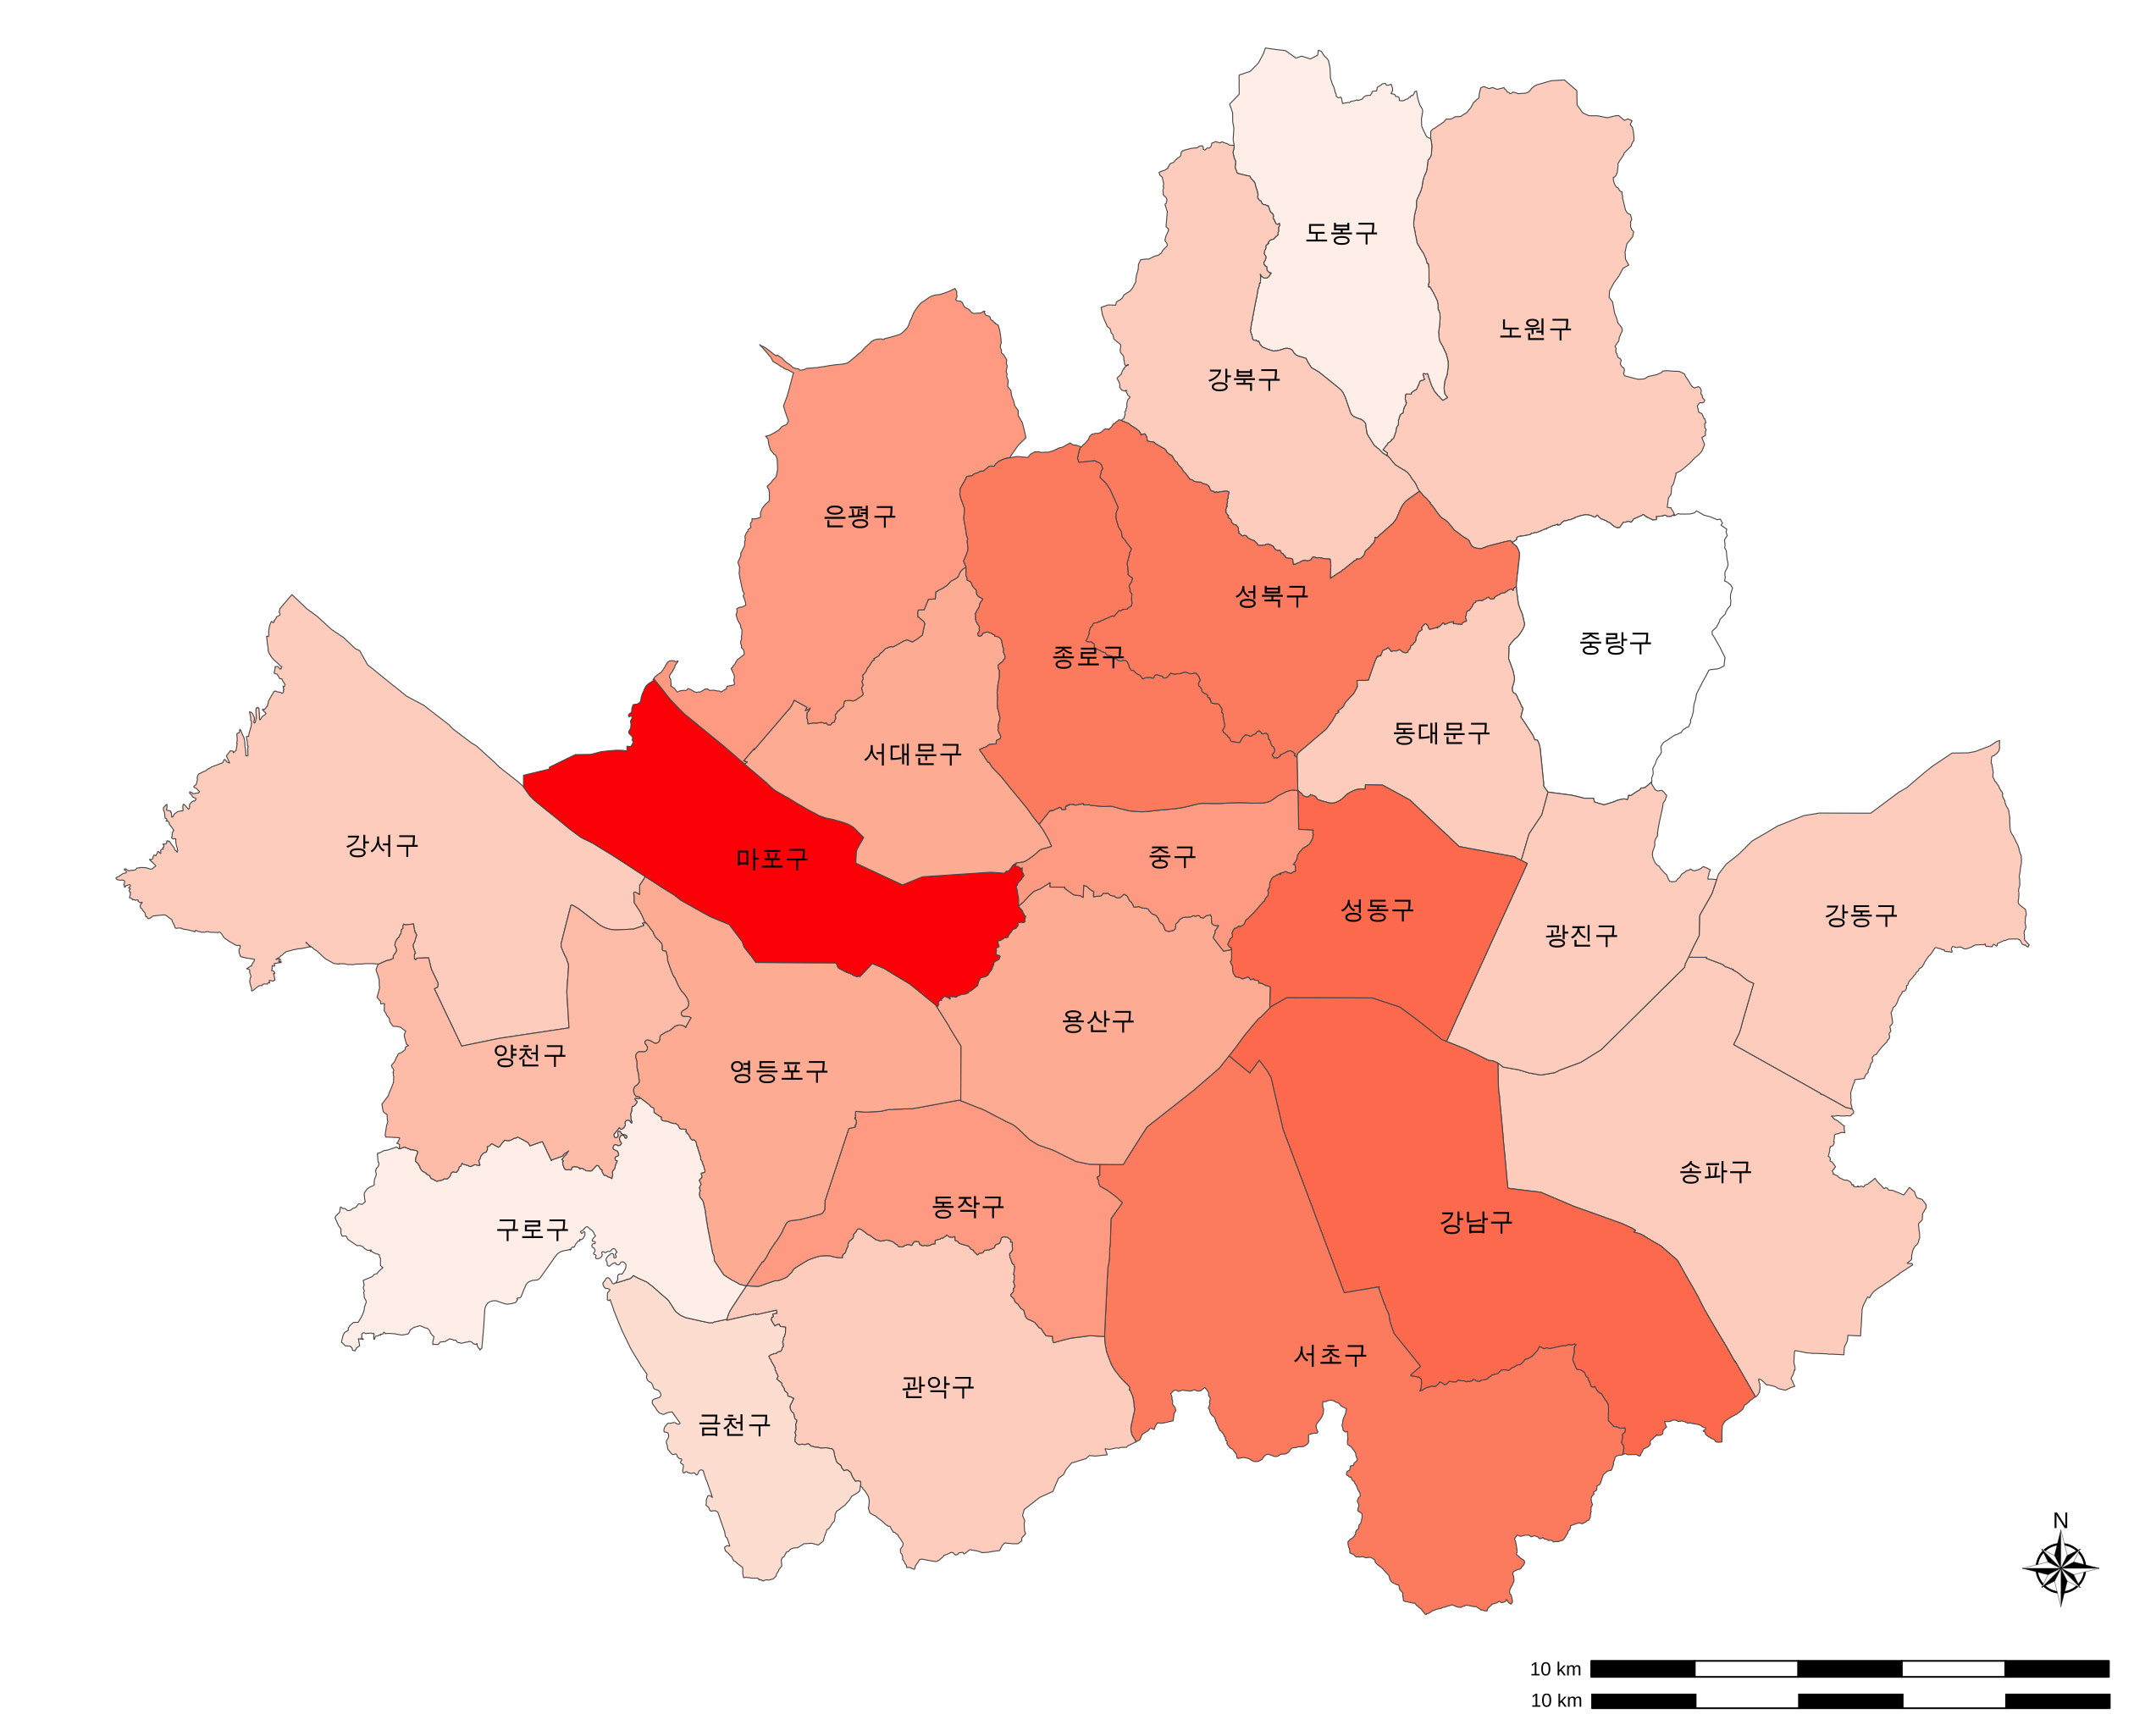 도봉구
노원구
강북구
은평구
성북구
중랑구
종로구
동대문구
서대문구
강서구
마포구
중구
성동구
강동구
광진구
용산구
양천구
영등포구
송파구
동작구
강남구
구로구
서초구
관악구
금천구
N
10 km
10 km